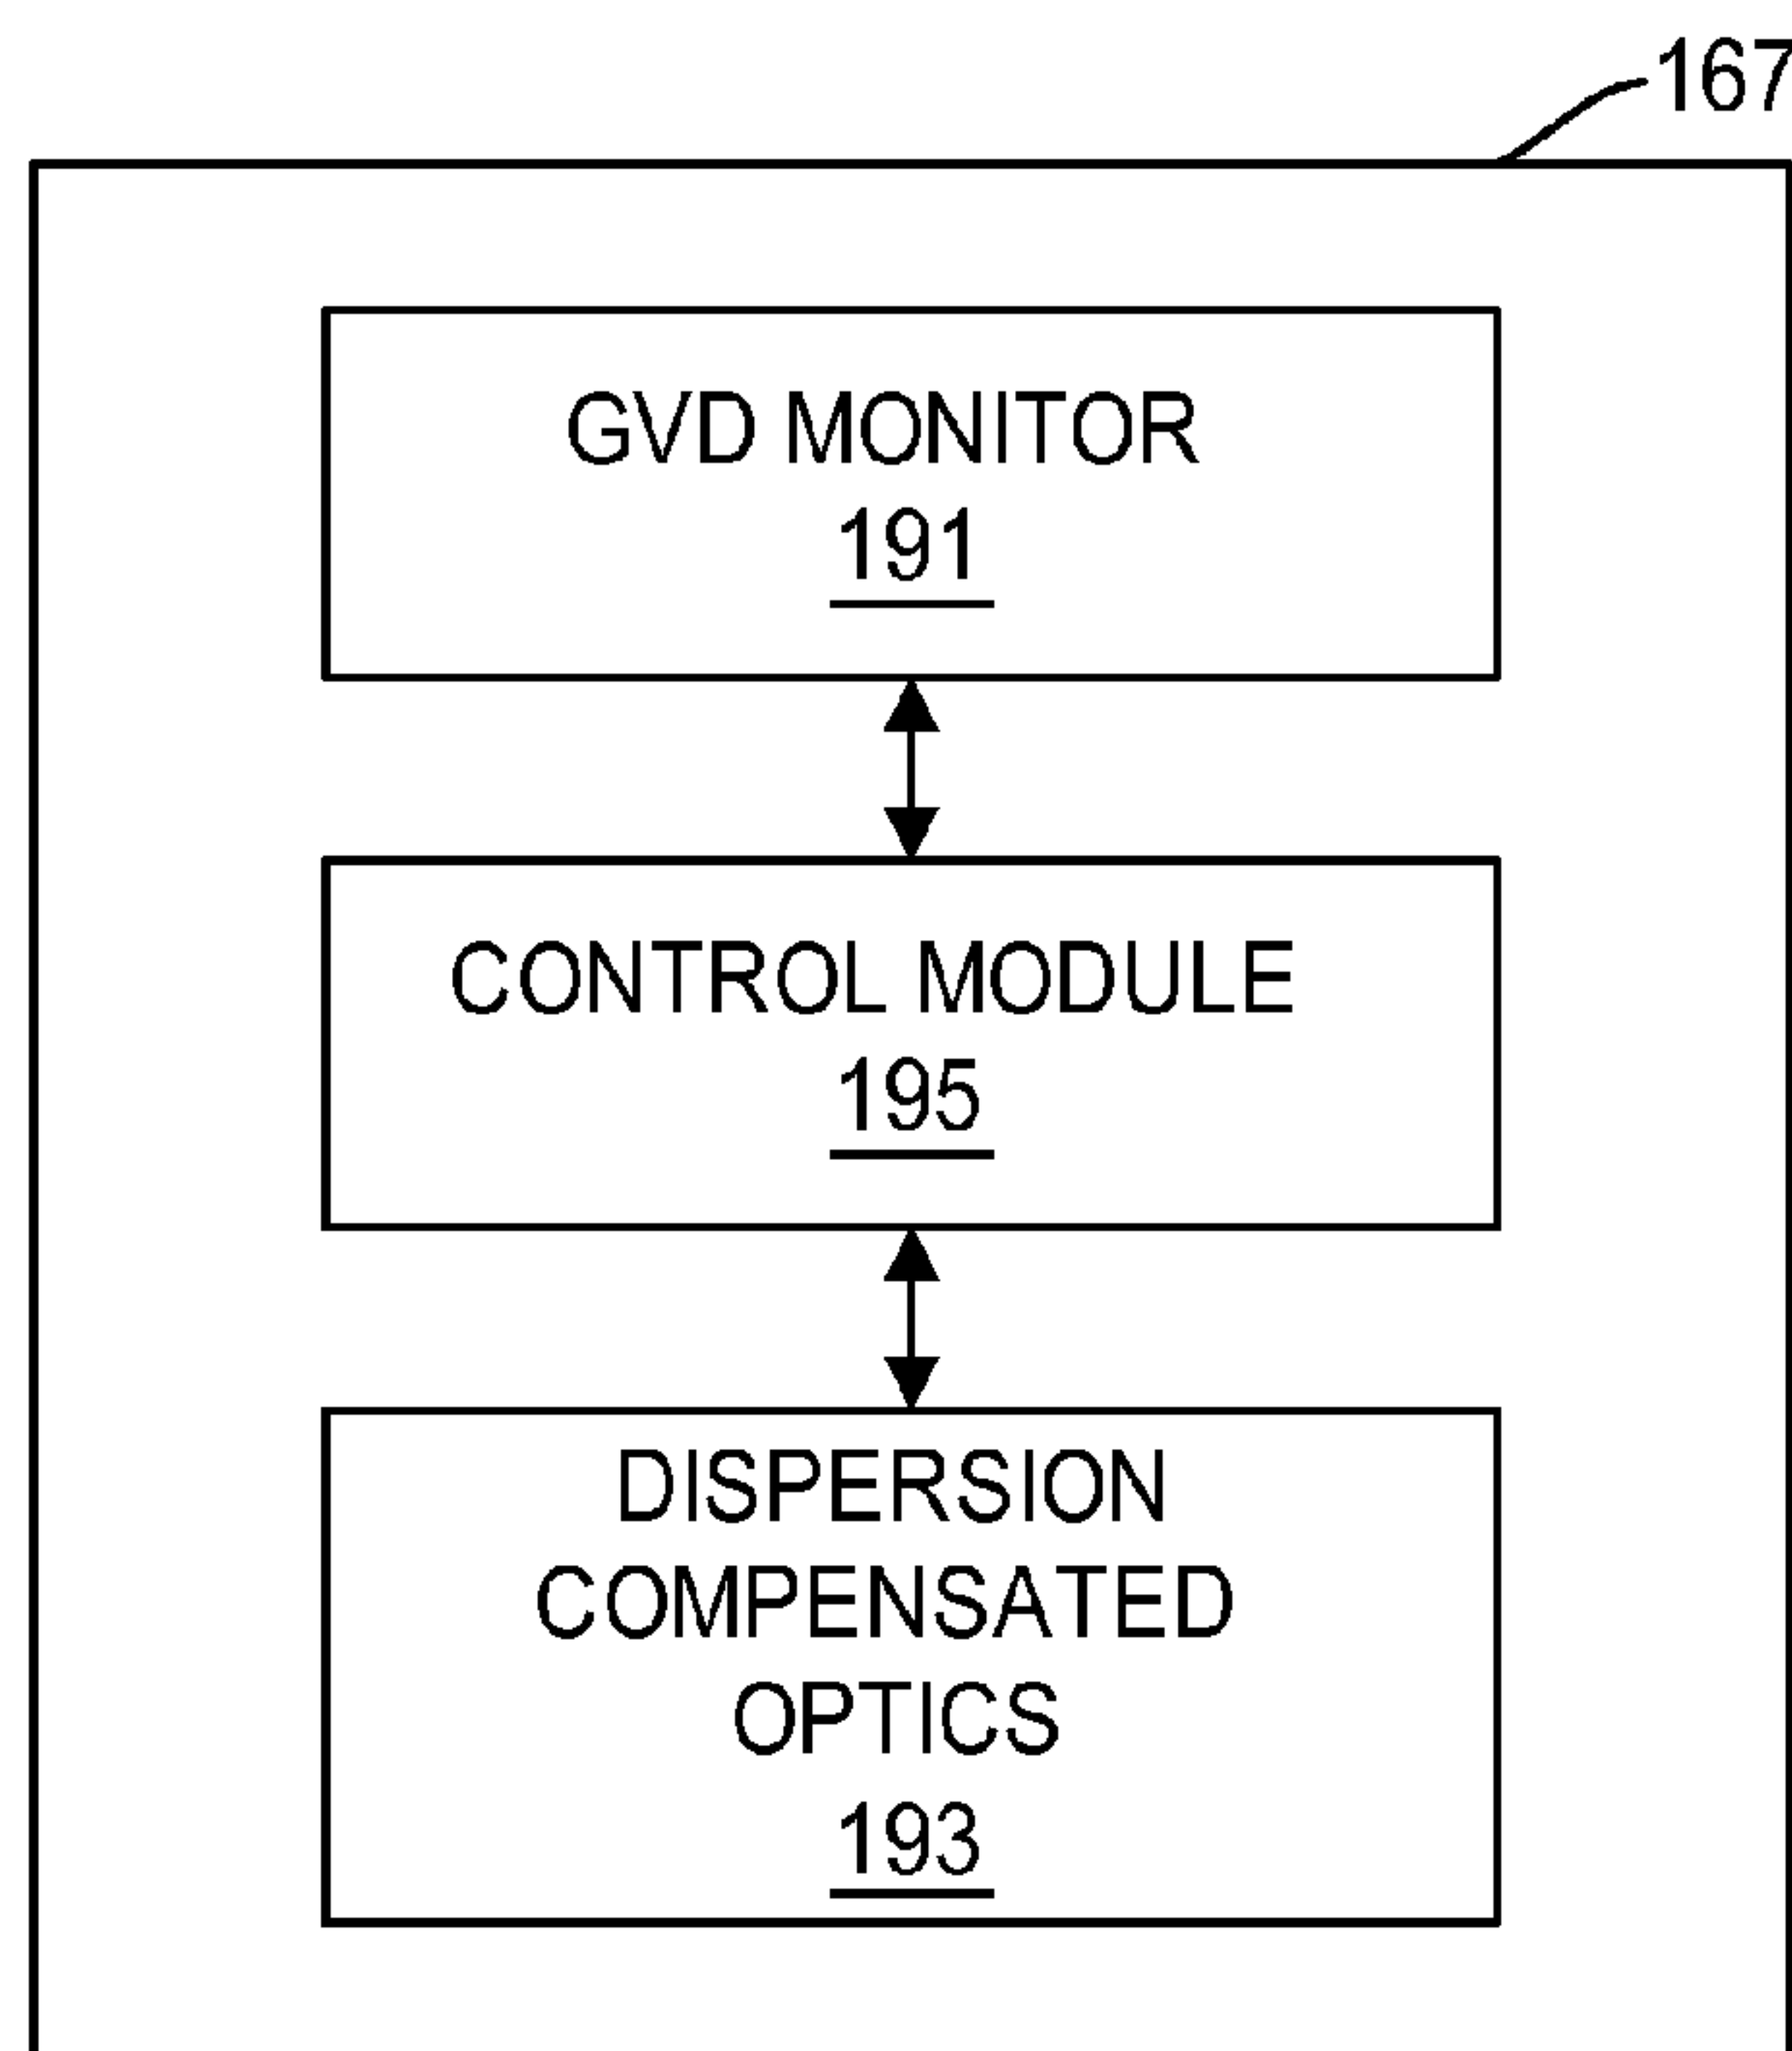 167
GVD MONITOR
191
CONTROL MODULE
195
DISPERSION
COMPENSATED
OPTICS
193